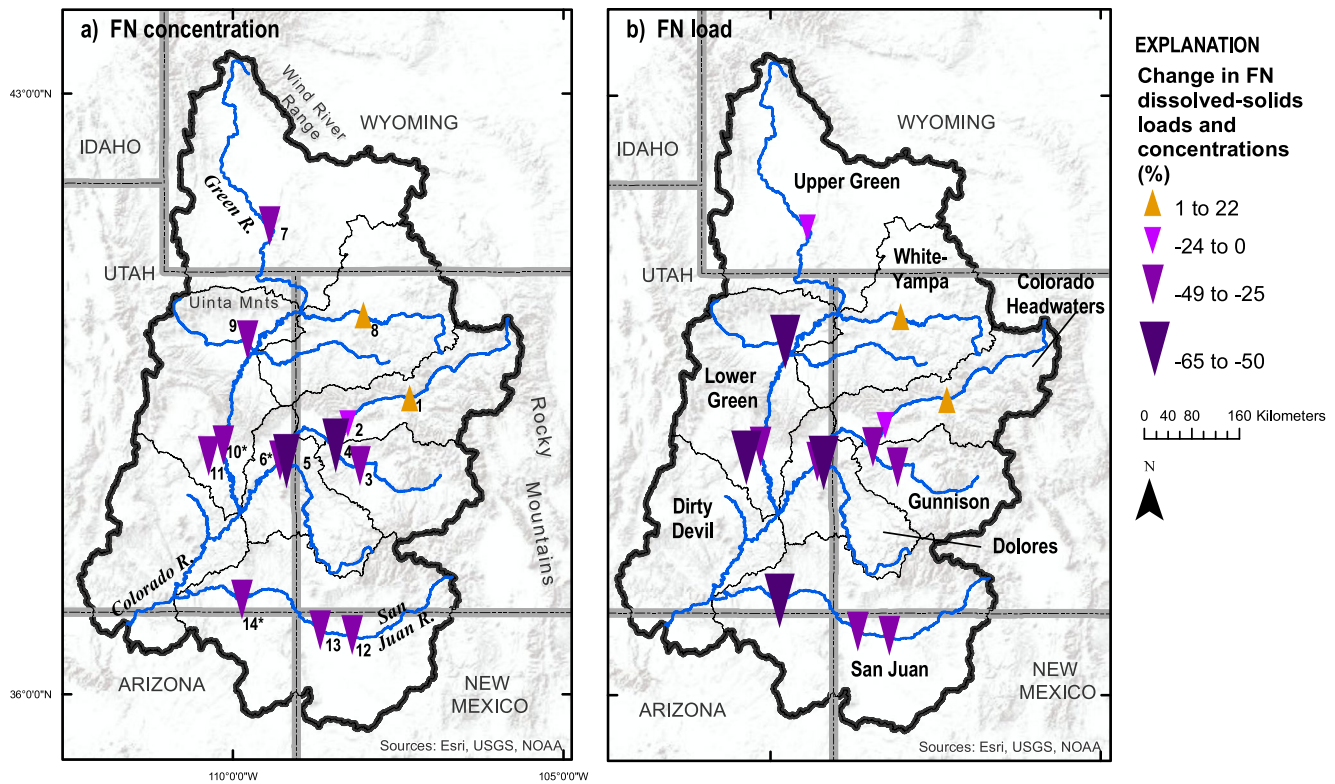 a) FN concentration
43°0'0"N
Wind River
Range
WYOMING
IDAHO
Green R.
7
UTAH
Uinta Mnts
9
8
1
2
10*
11
6*
5
4
3
Rocky
Mountains
Colorado R.
14*
13
12
San
Juan R.
36°0'0"N
ARIZONA
NEW
MEXICO
Sources: Esri, USGS, NOAA
110°0'0"W
105°0'0"W
b) FN load
WYOMING
IDAHO
Upper Green
UTAH
White-
Yampa
Colorado
Headwaters
Lower
Green
Gunnison
Dirty
Devil
Dolores
San Juan
ARIZONA
NEW
MEXICO
Sources: Esri, USGS, NOAA
EXPLANATION
Change in FN
dissolved-solids
loads and
concentrations
(%)
1 to 22
-24 to 0
-49 to -25
-65 to -50
0 40 80 160 Kilometers
N